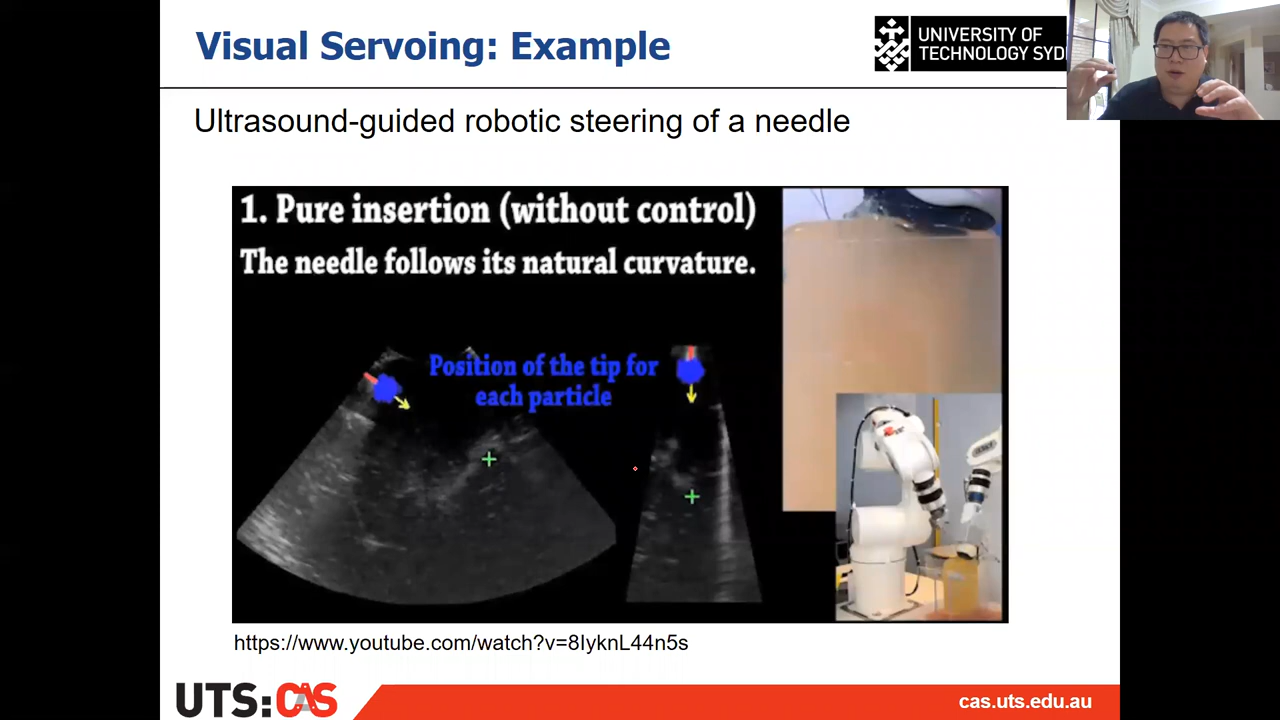 Visual Servoing: Example
UNIVERSITY OF
TECHNOLOGY SYD
Ultrasound-guided robotic steering of a needle
1. Pure insertion (without control)
The needle follows its natural curvature.
Position of the tip for
each particle
https://www.youtube.com/watch?v=8IyknL44n5s
UTS:CAS
cas.uts.edu.au